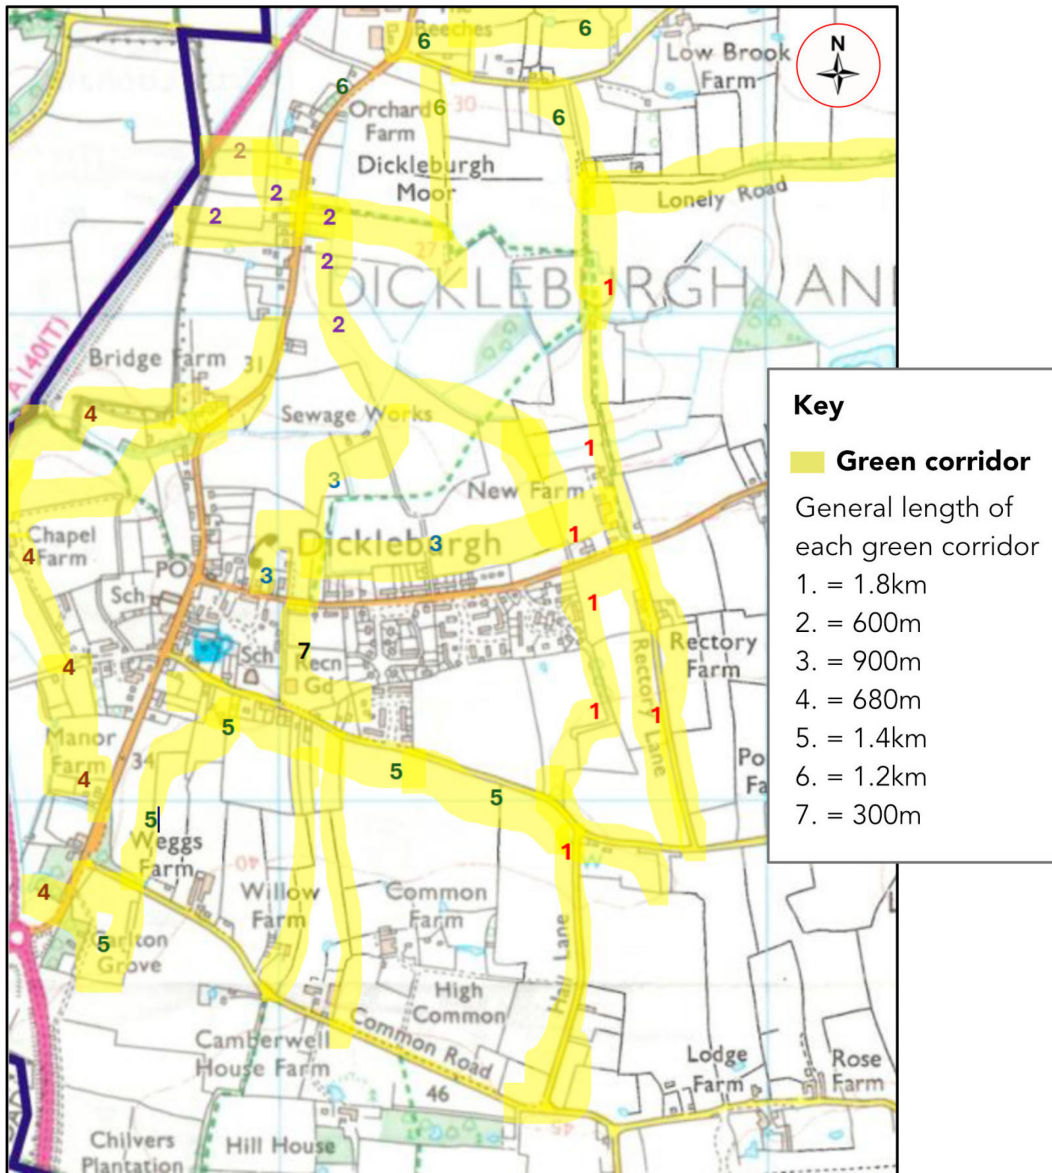 The
Beeches
6
6
Low Brook
Farm
N
6
Orchard
Farm
6
30
6
2
Dickleburgh
Moor
2
Lonely Road
2
2
27
2
1
DICKLEBURGH AN
2
A140(T)
Bridge Farm
31
4
Sewage Works
1
3
New Farm
Chapel
Farm
4
Dickleburgh
3
1
PO
3
Sch
1
7
Sch
Recn
Gd
Rectory
Farm
4
5
1
1
Rectory Lane
Manor
Farm
34
4
5
5
5
Weggs
Farm
1
40
4
Willow
Farm
Common
Farm
5
Carlton
Grove
Hall Lane
High
Common
Camberwell
House Farm
Common Road
Lodge
Farm
Rose
Farm
46
45
Chilvers
Plantation
Hill House
Po
Fa
Key
Green corridor
General length of
each green corridor
1. = 1.8km
2. = 600m
3. = 900m
4. = 680m
5. = 1.4km
6. = 1.2km
7. = 300m